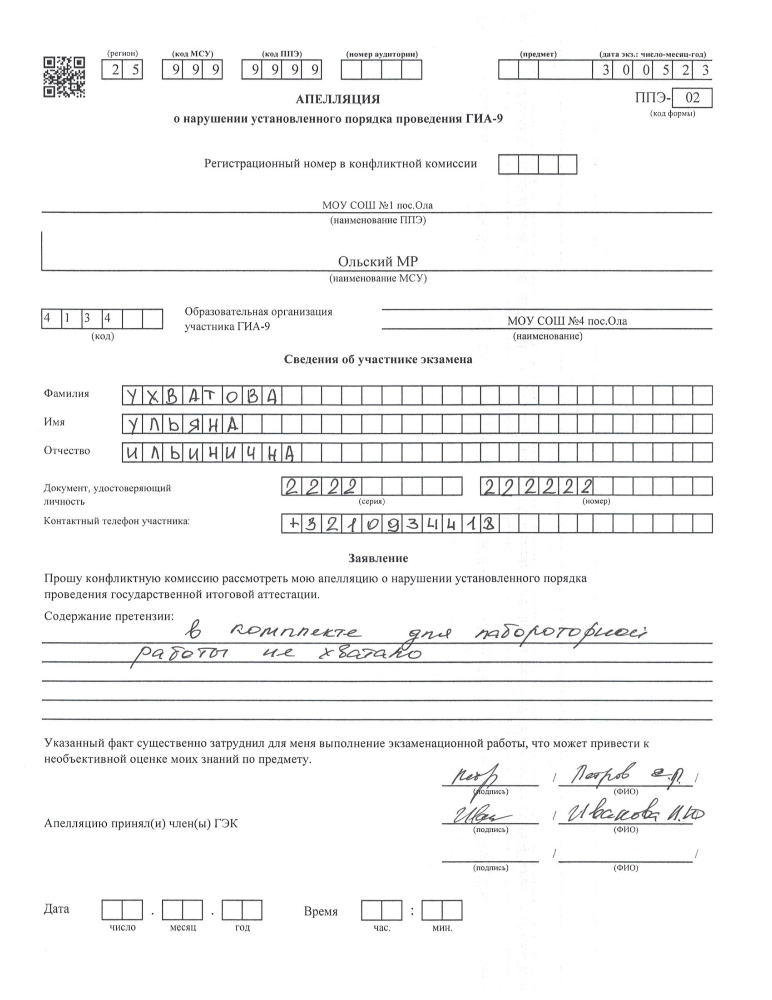 (регион) (код МСУ) (код ППЭ) (номер аудитории) (предмет) (дата экз.: число-месяц-год)
2 5 9 9 9 9 9 9 9 3 0 0 5 2 3
АПЕЛЛЯЦИЯ ППЭ- 02
(код формы)
о нарушении установленного порядка проведения ГИА-9
Регистрационный номер в конфликтной комиссии
МОУ СОШ №1 пос.Ола
(наименование ППЭ)
Ольский МР
(наименование МСУ)
4 1 3 4 Образовательная организация
участника ГИА-9 МОУ СОШ №4 пос.Ола
(код) (наименование)
Сведения об участнике экзамена
Фамилия УХВАТОВА
Имя УЛЬЯНА
Отчество ИЛЬИНИЧНА
Документ, удостоверяющий 2222 222222
личность (серия) (номер)
Контактный телефон участника: +3210934418
Заявление
Прошу конфликтную комиссию рассмотреть мою апелляцию о нарушении установленного порядка
проведения государственной итоговой аттестации.
Содержание претензии:
в комплекте для лабороторной
работы не хватало
Указанный факт существенно затруднил для меня выполнение экзаменационной работы, что может привести к
необъективной оценке моих знаний по предмету.
/ Петров /
(подпись) (ФИО)
Апелляцию принял(и) член(ы) ГЭК / Иванова И.Ю
(подпись) (ФИО)
/ /
(подпись) (ФИО)
Дата . . Время :
число месяц год час. мин.